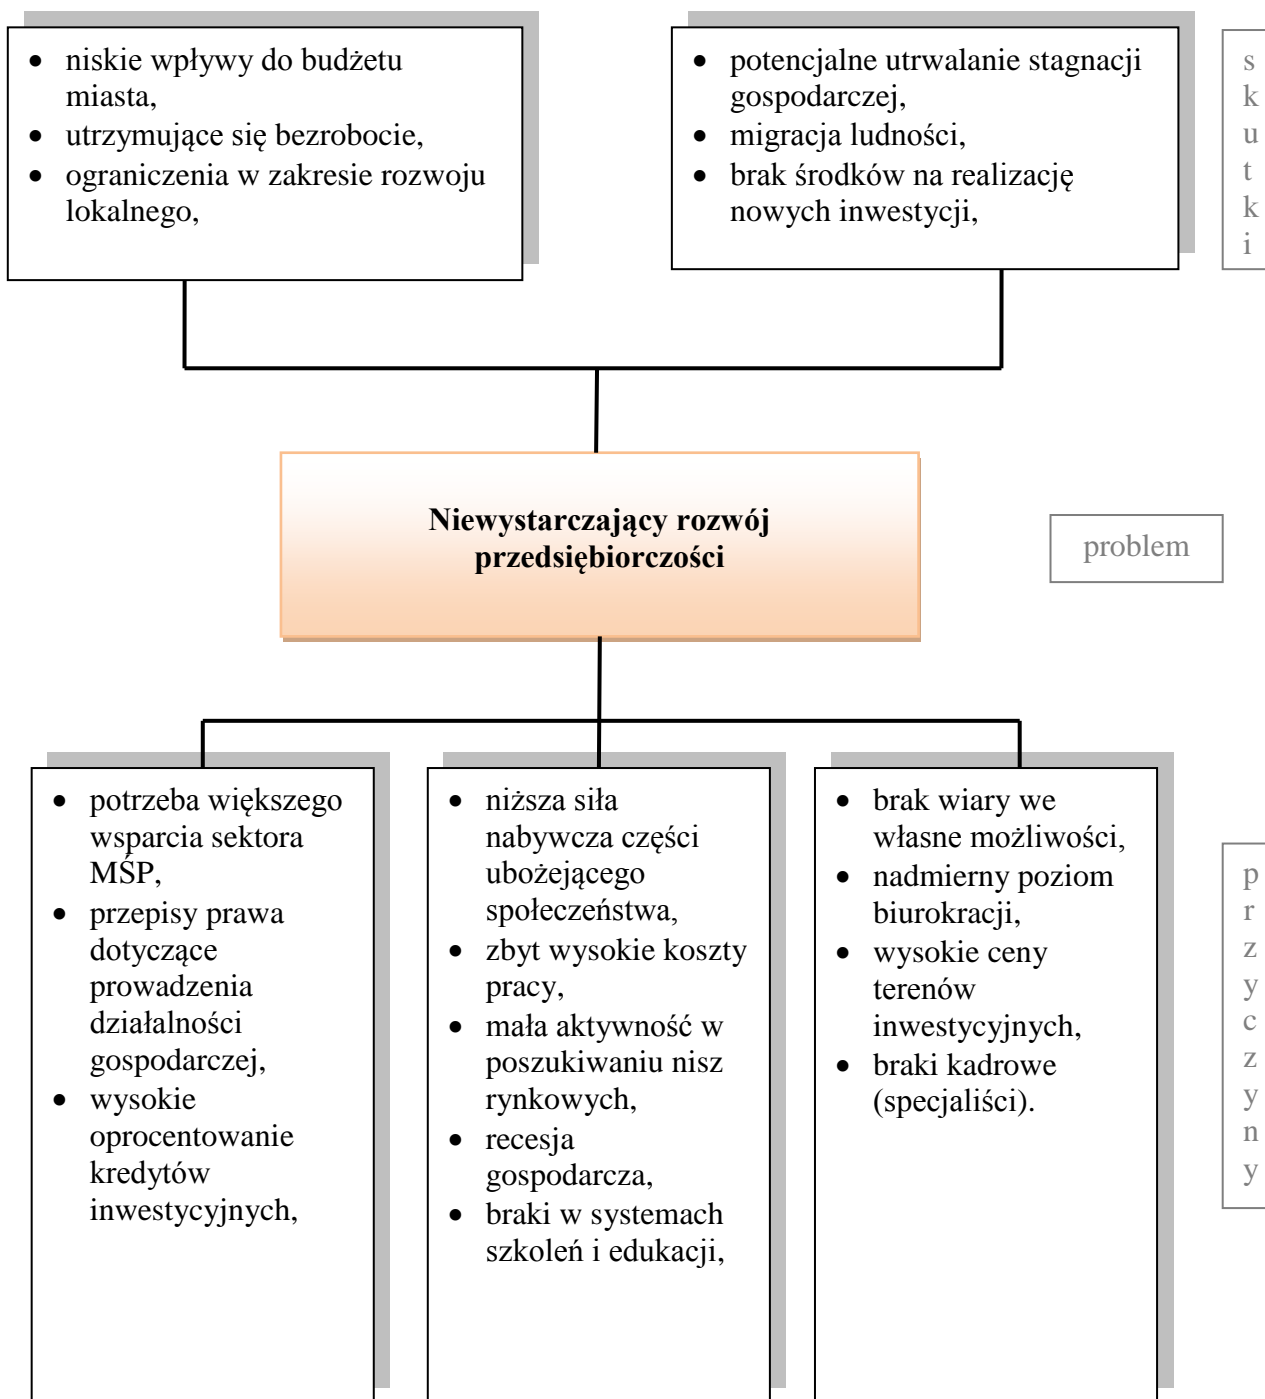 • niskie wpływy do budżetu
miasta,
• utrzymujące się bezrobocie,
• ograniczenia w zakresie rozwoju
lokalnego,
• potencjalne utrwalanie stagnacji
gospodarczej,
• migracja ludności,
• brak środków na realizację
nowych inwestycji,
s
k
u
t
k
i
Niewystarczający rozwój
przedsiębiorczości
problem
• potrzeba większego
wsparcia sektora
MŚP,
• przepisy prawa
dotyczące
prowadzenia
działalności
gospodarczej,
• wysokie
oprocentowanie
kredytów
inwestycyjnych,
• niższa siła
nabywcza części
ubożejącego
społeczeństwa,
• zbyt wysokie koszty
pracy,
• mała aktywność w
poszukiwaniu nisz
rynkowych,
• recesja
gospodarcza,
• braki w systemach
szkoleń i edukacji,
• brak wiary we
własne możliwości,
• nadmierny poziom
biurokracji,
• wysokie ceny
terenów
inwestycyjnych,
• braki kadrowe
(specjaliści).
p
r
z
y
c
z
y
n
y